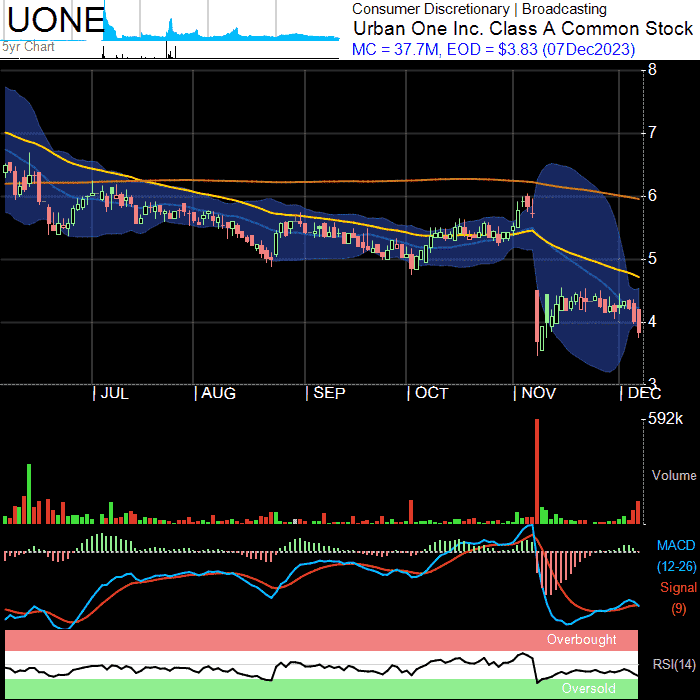 UONE
5yr Chart
Consumer Discretionary | Broadcasting
Urban One Inc. Class A Common Stock
MC = 37.7M, EOD = $3.83 (07Dec2023)
8
7
6
5
4
3
JUL AUG SEP OCT NOV DEC
592k
Volume
MACD
(12-26)
Signal
(9)
Overbought
RSI(14)
Oversold